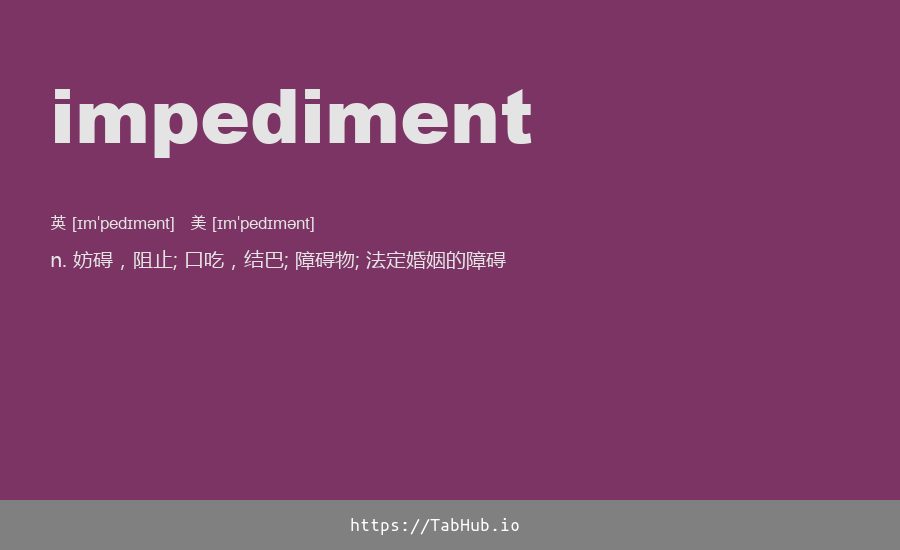 impediment
英 [ɪmˈpedɪmənt]   美 [ɪmˈpedɪmənt]
n. 妨碍，阻止; 口吃，结巴; 障碍物; 法定婚姻的障碍
https://TabHub.io